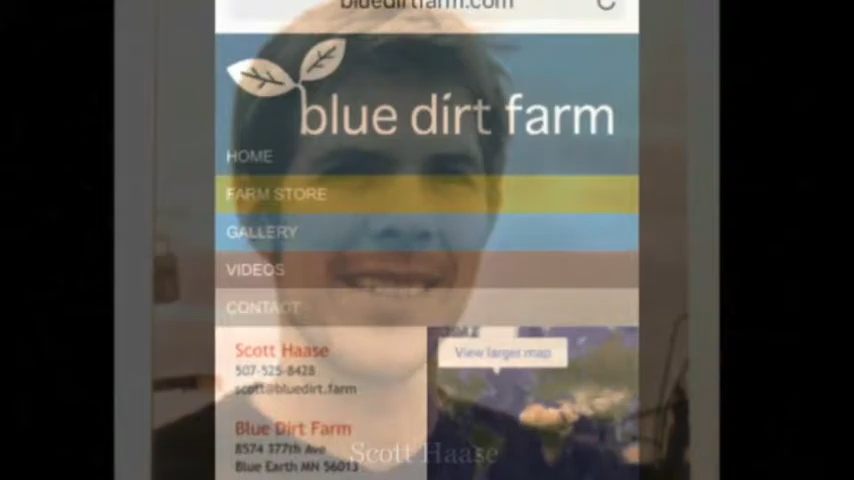 bluedirtfarm.com
blue dirt farm
HOME
FARM STORE
GALLERY
VIDEOS
CONTACT
Scott Haase
507-525-8428
scott@bluedirt.farm
View larger map
Blue Dirt Farm
8574 377th Ave
Blue Earth MN 56013
Scott Haase